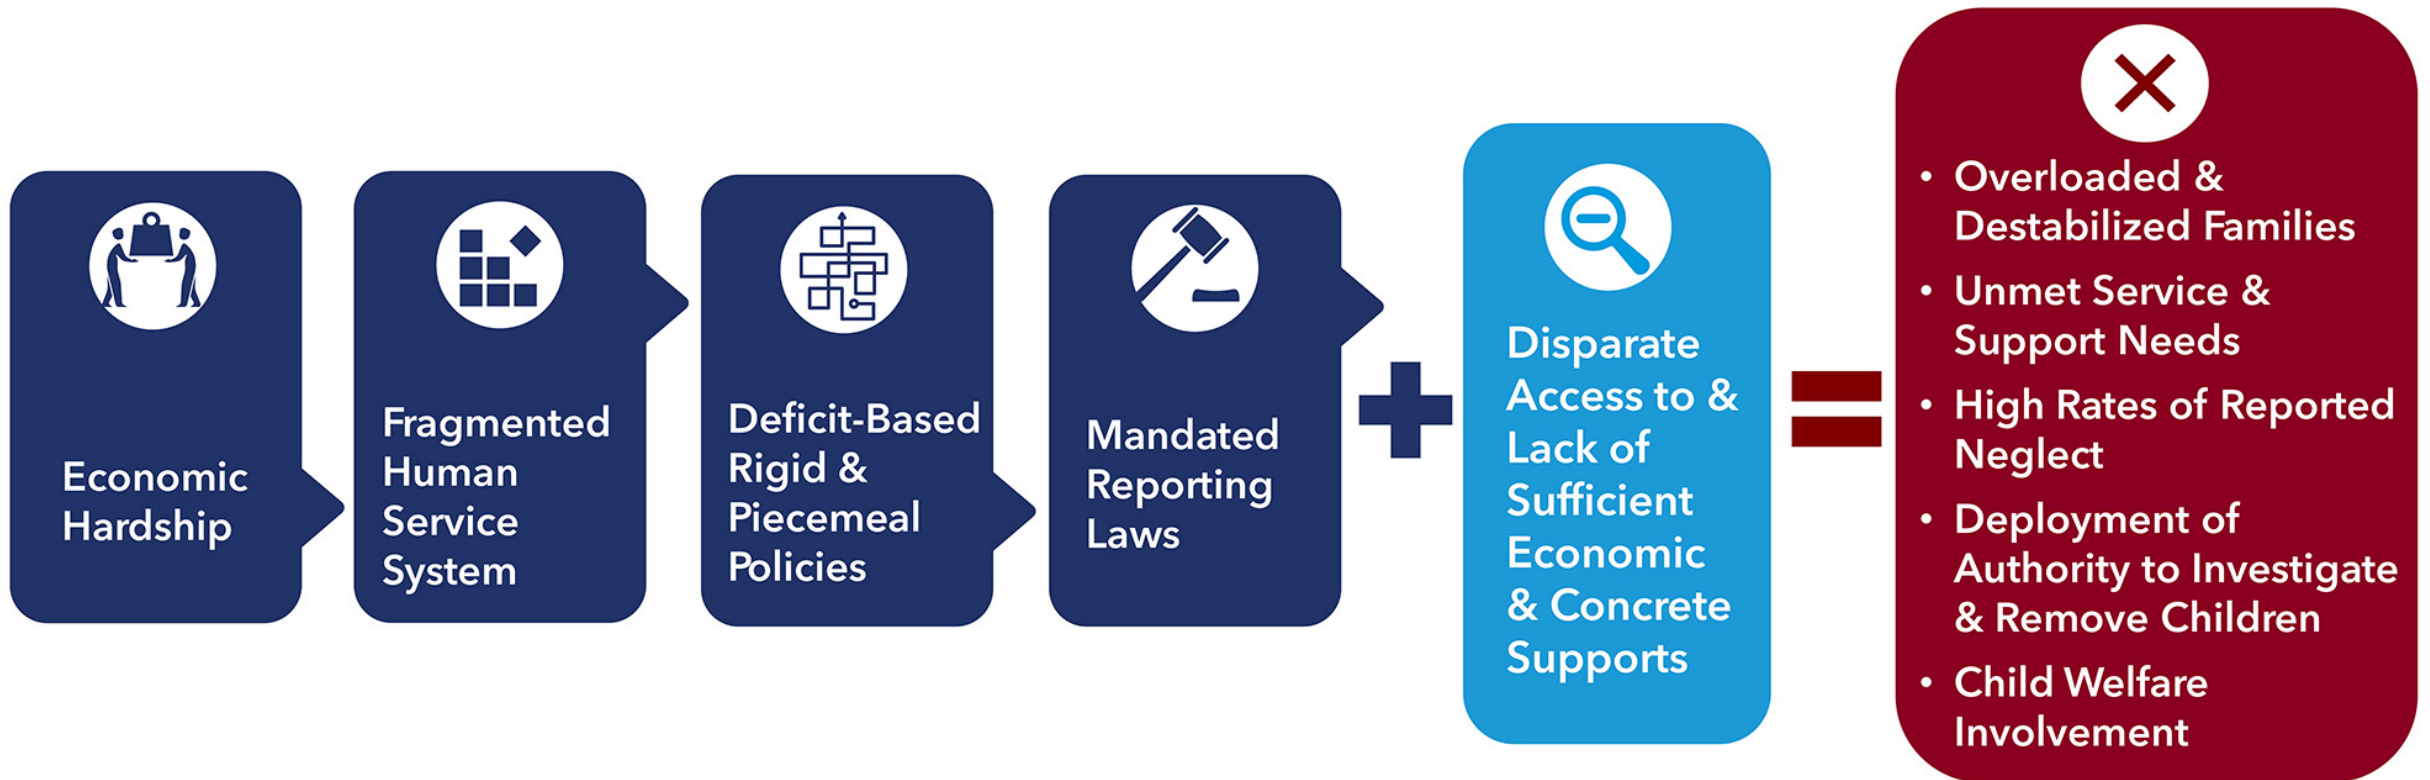 Economic
Hardship
Fragmented
Human
Service
System
Deficit-Based
Rigid &
Piecemeal
Policies
Mandated
Reporting
Laws
Disparate
Access to &
Lack of
Sufficient
Economic
& Concrete
Supports
• Overloaded &
Destabilized Families
• Unmet Service &
Support Needs
• High Rates of Reported
Neglect
• Deployment of
Authority to Investigate
& Remove Children
• Child Welfare
Involvement